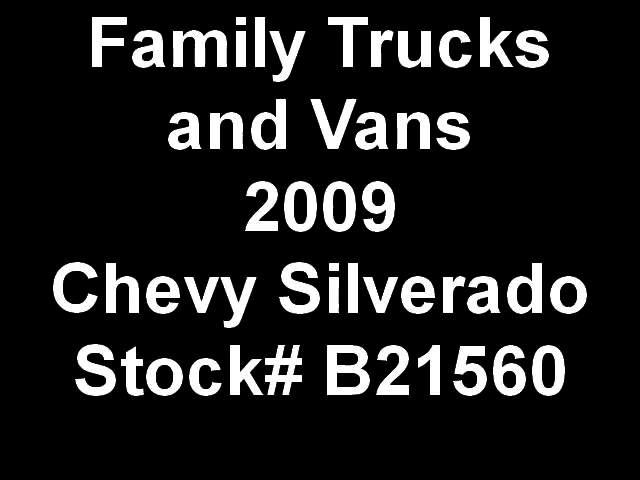 Family Trucks
and Vans
2009
Chevy Silverado
Stock# B21560